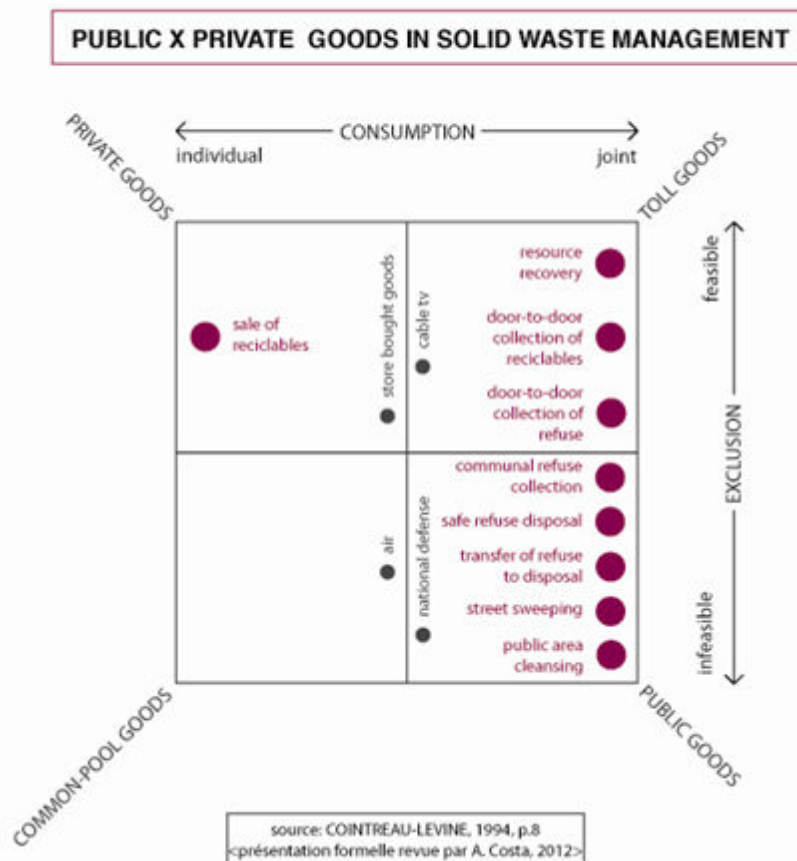 PUBLIC X PRIVATE GOODS IN SOLID WASTE MANAGEMENT
PRIVATE GOODS
CONSUMPTION
individual
joint
TOLL GOODS
store bought goods
cable tv
resource
recovery
feasible
sale of
reciclables
door-to-door
collection of
reciclables
door-to-door
collection of
refuse
EXCLUSION
communal refuse
collection
air
national defense
safe refuse disposal
transfer of refuse
to disposal
street sweeping
public area
cleansing
infeasible
COMMON-POOL GOODS
PUBLIC GOODS
source: COINTREAU-LEVINE, 1994, p.8
<présentation formelle revue par A. Costa, 2012>